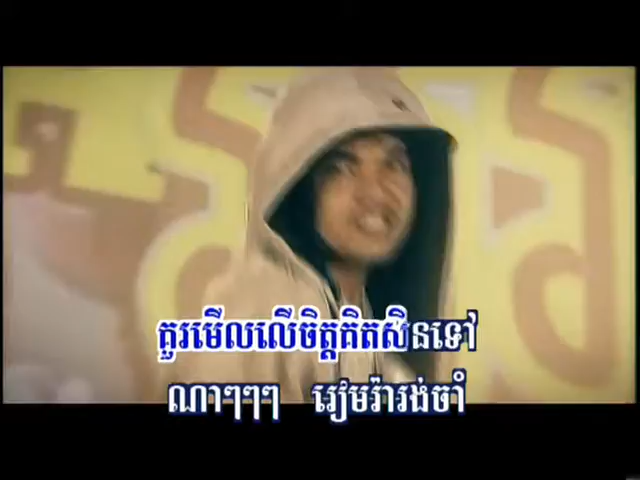 គួរមើលលើចិត្តគិតសិនទៅ
ណាៗៗៗ រៀមរ៉ារង់ចាំ